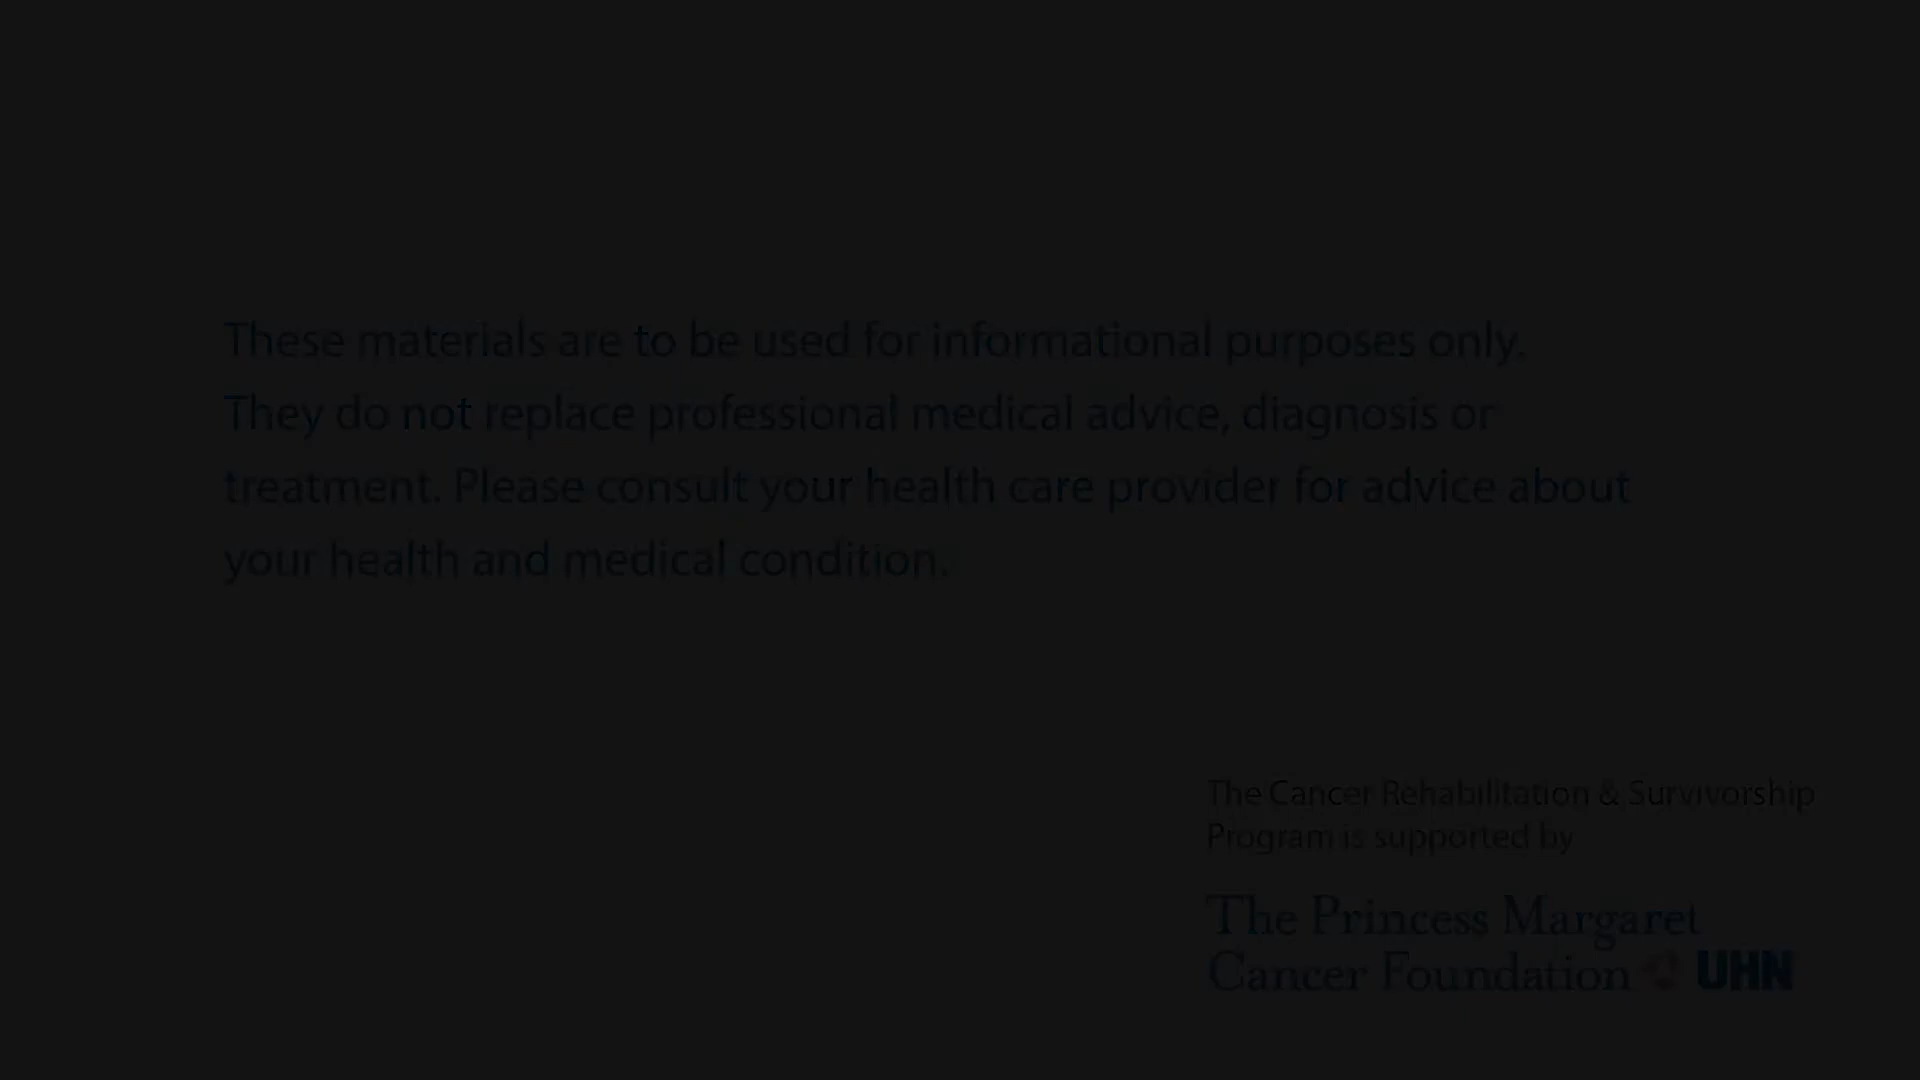 These materials are to be used for informational purposes only.
They do not replace professional medical advice, diagnosis or
treatment. Please consult your health care provider for advice about
your health and medical condition.
The Cancer Rehabilitation & Survivorship
Program is supported by
The Princess Margaret
Cancer Foundation UHN